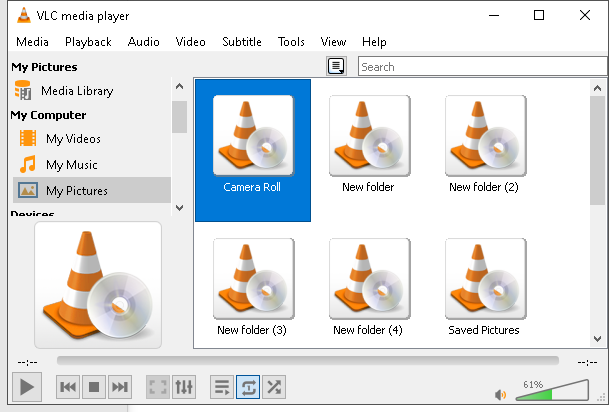 VLC media player
Media Playback Audio Video Subtitle Tools View Help
My Pictures
Search
Media Library
My Computer
My Videos
My Music
My Pictures
Devices
Camera Roll
New folder
New folder (2)
New folder (3)
New folder (4)
Saved Pictures
--:--
--:--
61%